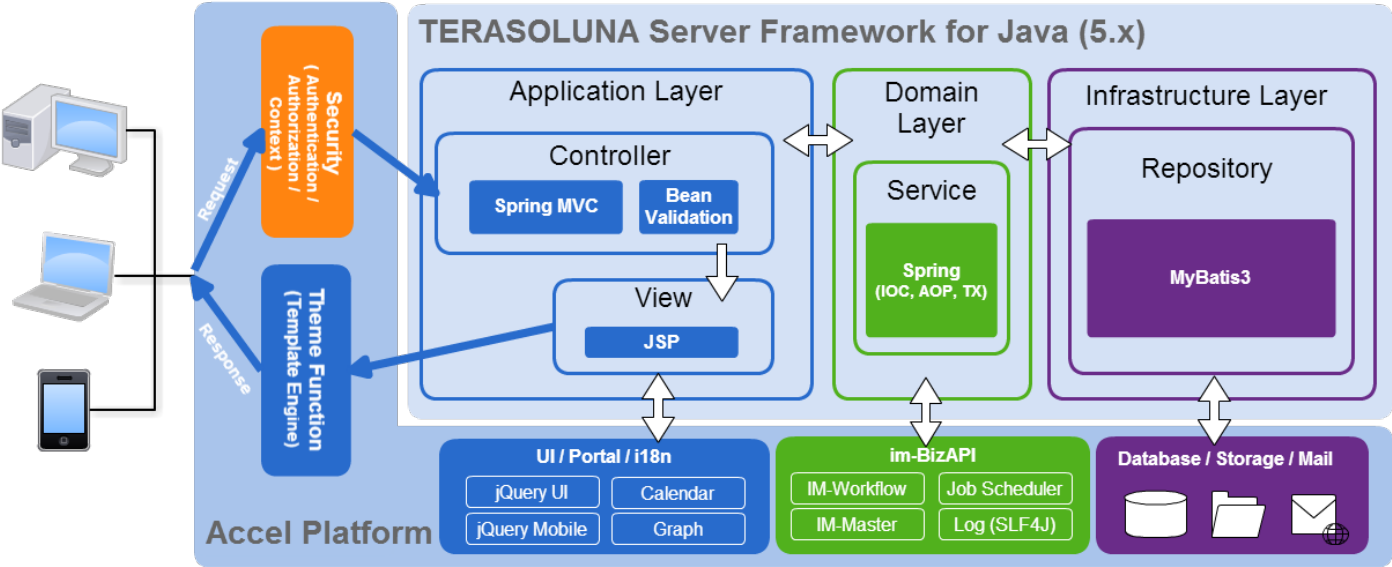 TERASOLUNA Server Framework for Java (5.x)
Request
Response
Security
( Authentication /
Authorization /
Context )
Theme Function
(Template Engine)
Application Layer
Controller
Spring MVC
Bean
Validation
View
JSP
Domain
Layer
Service
Spring
(IOC, AOP, TX)
Infrastructure Layer
Repository
MyBatis3
Accel Platform
UI / Portal / i18n
jQuery UI
Calendar
jQuery Mobile
Graph
im-BizAPI
IM-Workflow
Job Scheduler
IM-Master
Log (SLF4J)
Database / Storage / Mail